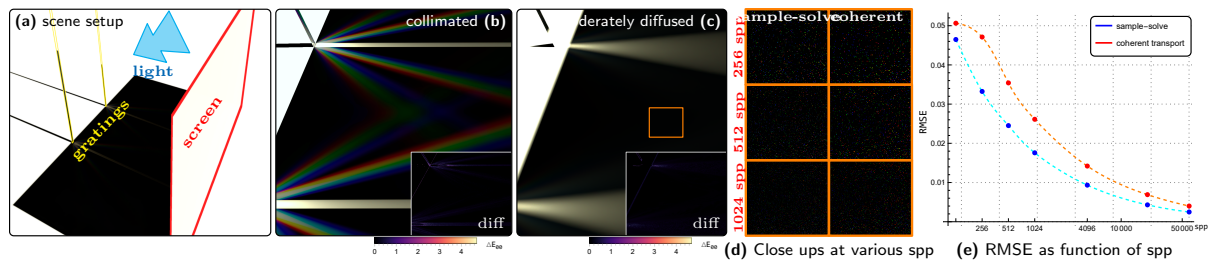 (a) scene setup
light
gratings
screen
collimated (b)
diff
0 1 2 3 4
ΔE
derately diffused (c)
diff
0 1 2 3 4
ΔE
sample-solve
coherent
256 spp
512 spp
1024 spp
(d) Close ups at various spp
sample-solve
coherent transport
RMSE
0.05
0.04
0.03
0.02
0.01
256 512 1024 4096 10000 50000 spp
(e) RMSE as function of spp